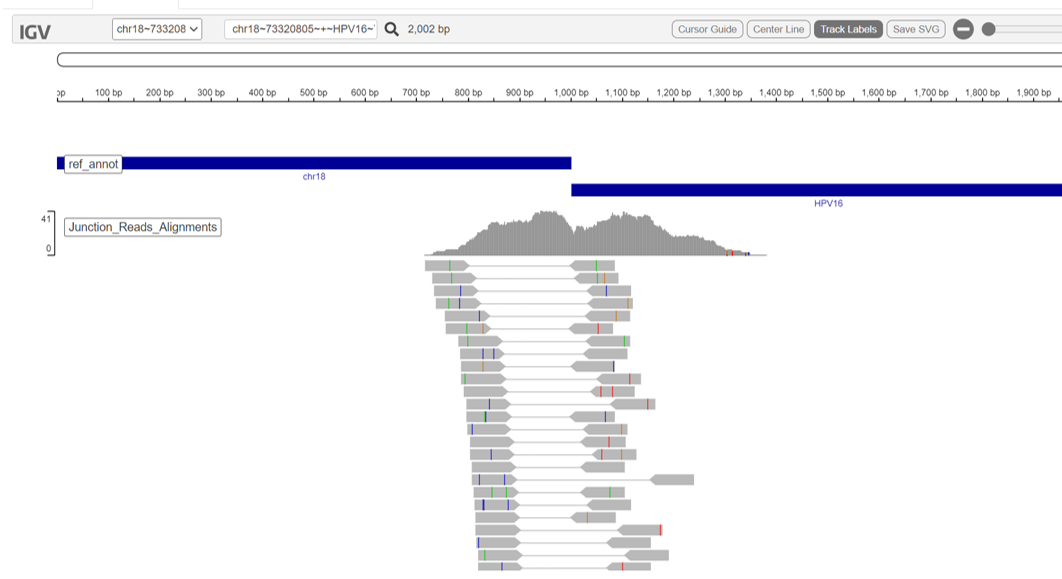 IGV chr18~733208 chr18~73320805~+~HPV16~ 2,002 bp Cursor Guide Center Line Track Labels Save SVG
100 bp 200 bp 300 bp 400 bp 500 bp 600 bp 700 bp 800 bp 900 bp 1,000 bp 1,100 bp 1,200 bp 1,300 bp 1,400 bp 1,500 bp 1,600 bp 1,700 bp 1,800 bp 1,900 bp
ref_annot
chr18
HPV16
41
Junction_Reads_Alignments
0